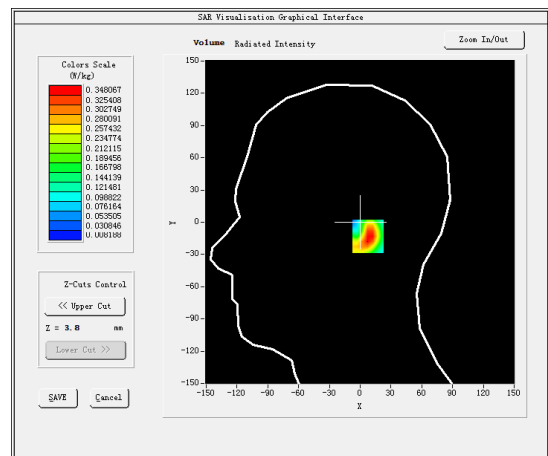 SAR Visualisation Graphical Interface
Volume Radiated Intensity
Zoom In/Out
Colors Scale
(W/kg)
0.348067
0.325408
0.302749
0.280091
0.257432
0.234774
0.212115
0.189456
0.166798
0.144139
0.121481
0.098822
0.076164
0.053505
0.030846
0.008188
Z-Cuts Control
<< Upper Cut
Z = 3.8 mm
Lower Cut >>
SAVE Cancel
150
120
90
60
30
0
-30
-60
-90
-120
-150
Y
-150 -120 -90 -60 -30 0 30 60 90 120 150
X